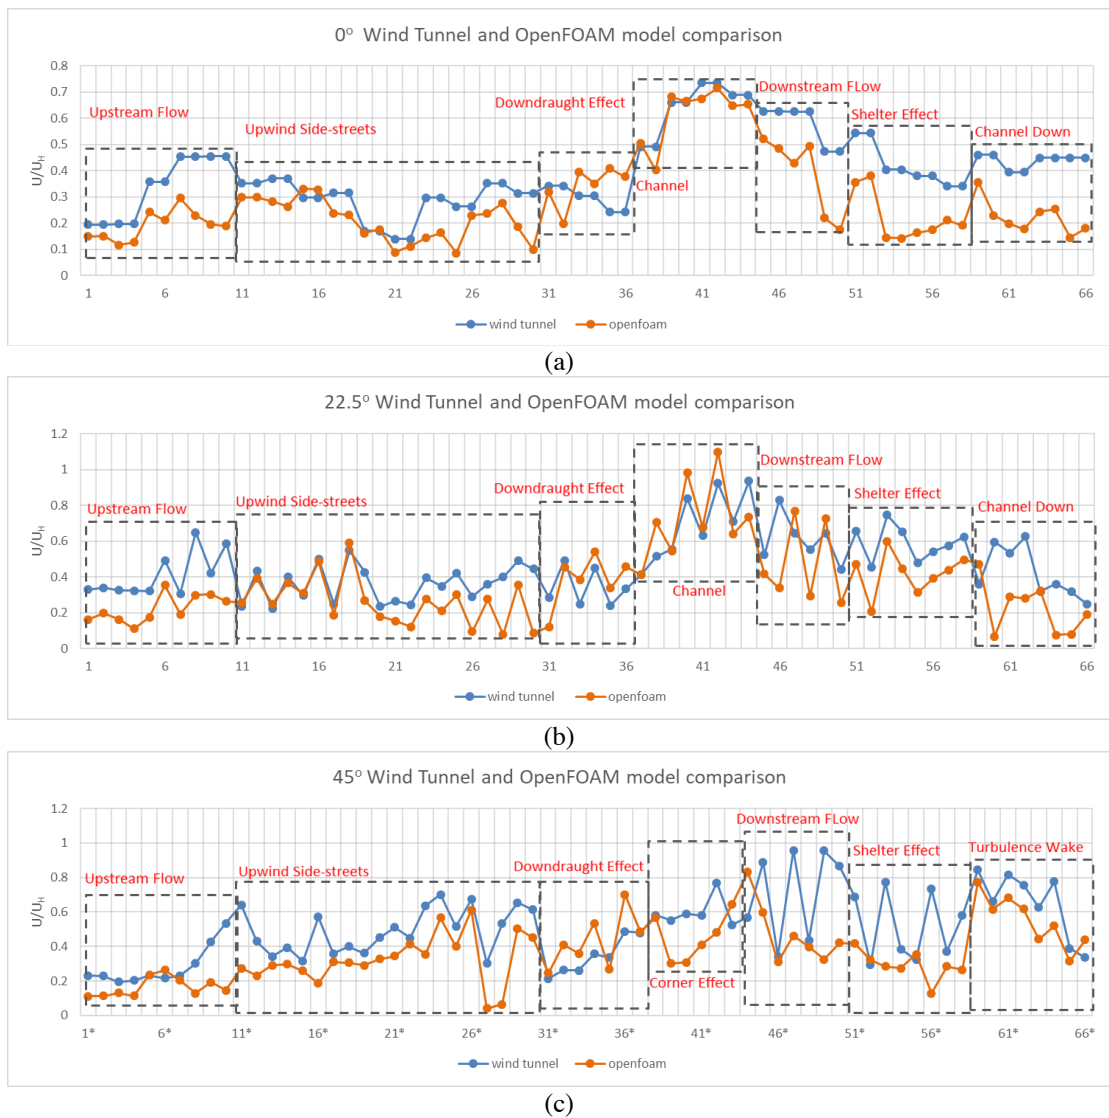 0° Wind Tunnel and OpenFOAM model comparison
U/U_H
0.8
0.7
0.6
0.5
0.4
0.3
0.2
0.1
0
Upstream Flow
Upwind Side-streets
Downdraught Effect
Channel
Downstream FLow
Shelter Effect
Channel Down
1 6 11 16 21 26 31 36 41 46 51 56 61 66
wind tunnel openfoam
(a)
22.5° Wind Tunnel and OpenFOAM model comparison
U/U_H
1.2
1
0.8
0.6
0.4
0.2
0
Upstream Flow
Upwind Side-streets
Downdraught Effect
Channel
Downstream FLow
Shelter Effect
Channel Down
1 6 11 16 21 26 31 36 41 46 51 56 61 66
wind tunnel openfoam
(b)
45° Wind Tunnel and OpenFOAM model comparison
U/U_H
1.2
1
0.8
0.6
0.4
0.2
0
Upstream Flow
Upwind Side-streets
Downdraught Effect
Corner Effect
Downstream FLow
Shelter Effect
Turbulence Wake
1* 6* 11* 16* 21* 26* 31* 36* 41* 46* 51* 56* 61* 66*
wind tunnel openfoam
(c)